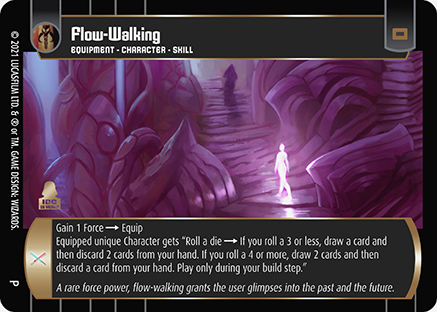 Flow-Walking
EQUIPMENT - CHARACTER - SKILL
© 2021 LUCASFILM LTD. & ® or TM. GAME DESIGN: WIZARDS.
P
IDC
Gain 1 Force → Equip
Equipped unique Character gets "Roll a die → If you roll a 3 or less, draw a card and
then discard 2 cards from your hand. If you roll a 4 or more, draw 2 cards and then
discard a card from your hand. Play only during your build step."
A rare force power, flow-walking grants the user glimpses into the past and the future.